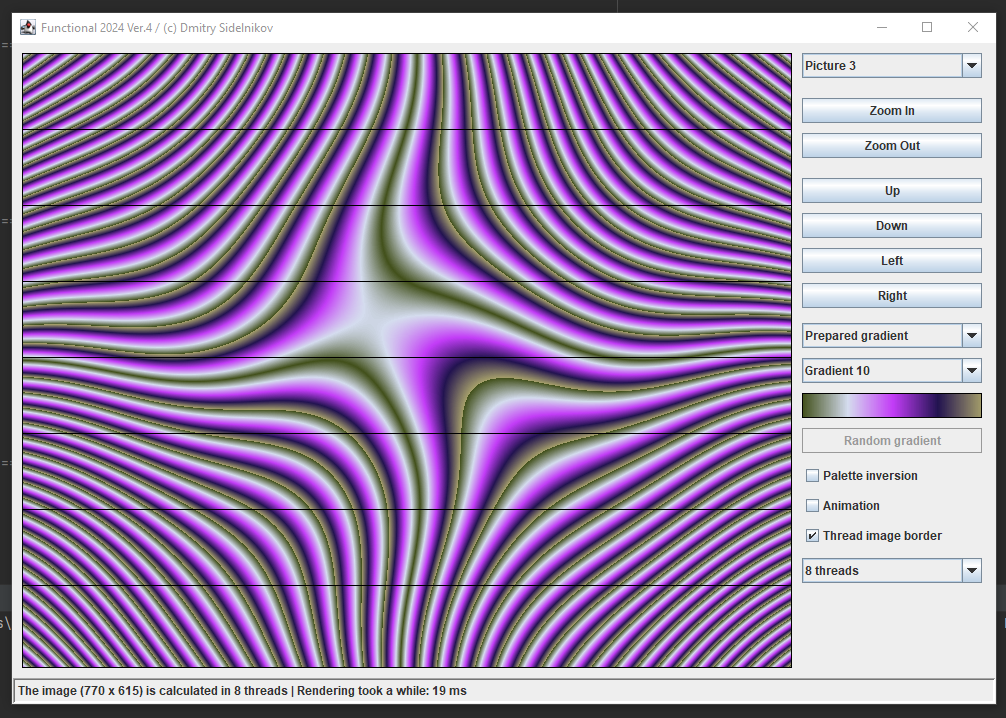 Functional 2024 Ver.4 / (c) Dmitry Sidelnikov
Picture 3
Zoom In
Zoom Out
Up
Down
Left
Right
Prepared gradient
Gradient 10
Random gradient
Palette inversion
Animation
Thread image border
8 threads
The image (770 x 615) is calculated in 8 threads | Rendering took a while: 19 ms